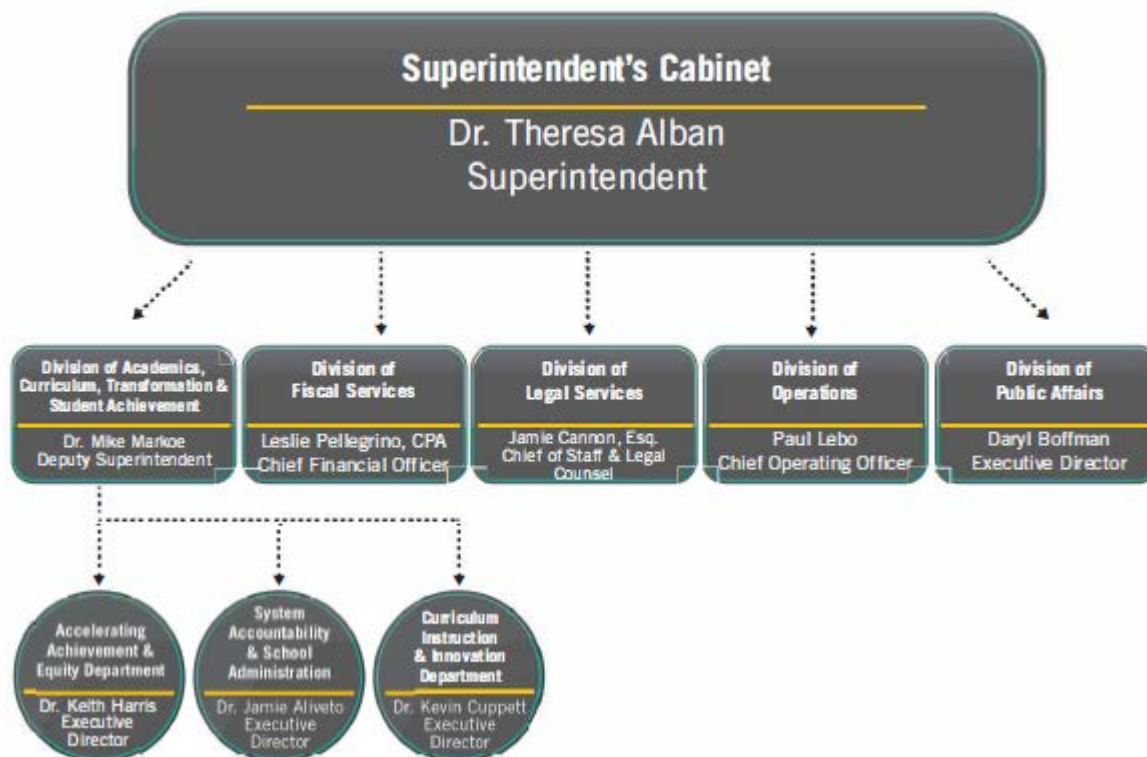 Superintendent's Cabinet
Dr. Theresa Alban
Superintendent
Division of Academics,
Curriculum, Transformation &
Student Achievement
Dr. Mike Markoe
Deputy Superintendent
Division of
Fiscal Services
Leslie Pellegrino, CPA
Chief Financial Officer
Division of
Legal Services
Jamie Cannon, Esq.
Chief of Staff & Legal
Counsel
Division of
Operations
Paul Lebo
Chief Operating Officer
Division of
Public Affairs
Daryl Boffman
Executive Director
Accelerating
Achievement &
Equity Department
Dr. Keith Harris
Executive
Director
System
Accountability
& School
Administration
Dr. Jamie Aliveto
Executive
Director
Curriculum
Instruction
& Innovation
Department
Dr. Kevin Cuppett
Executive
Director